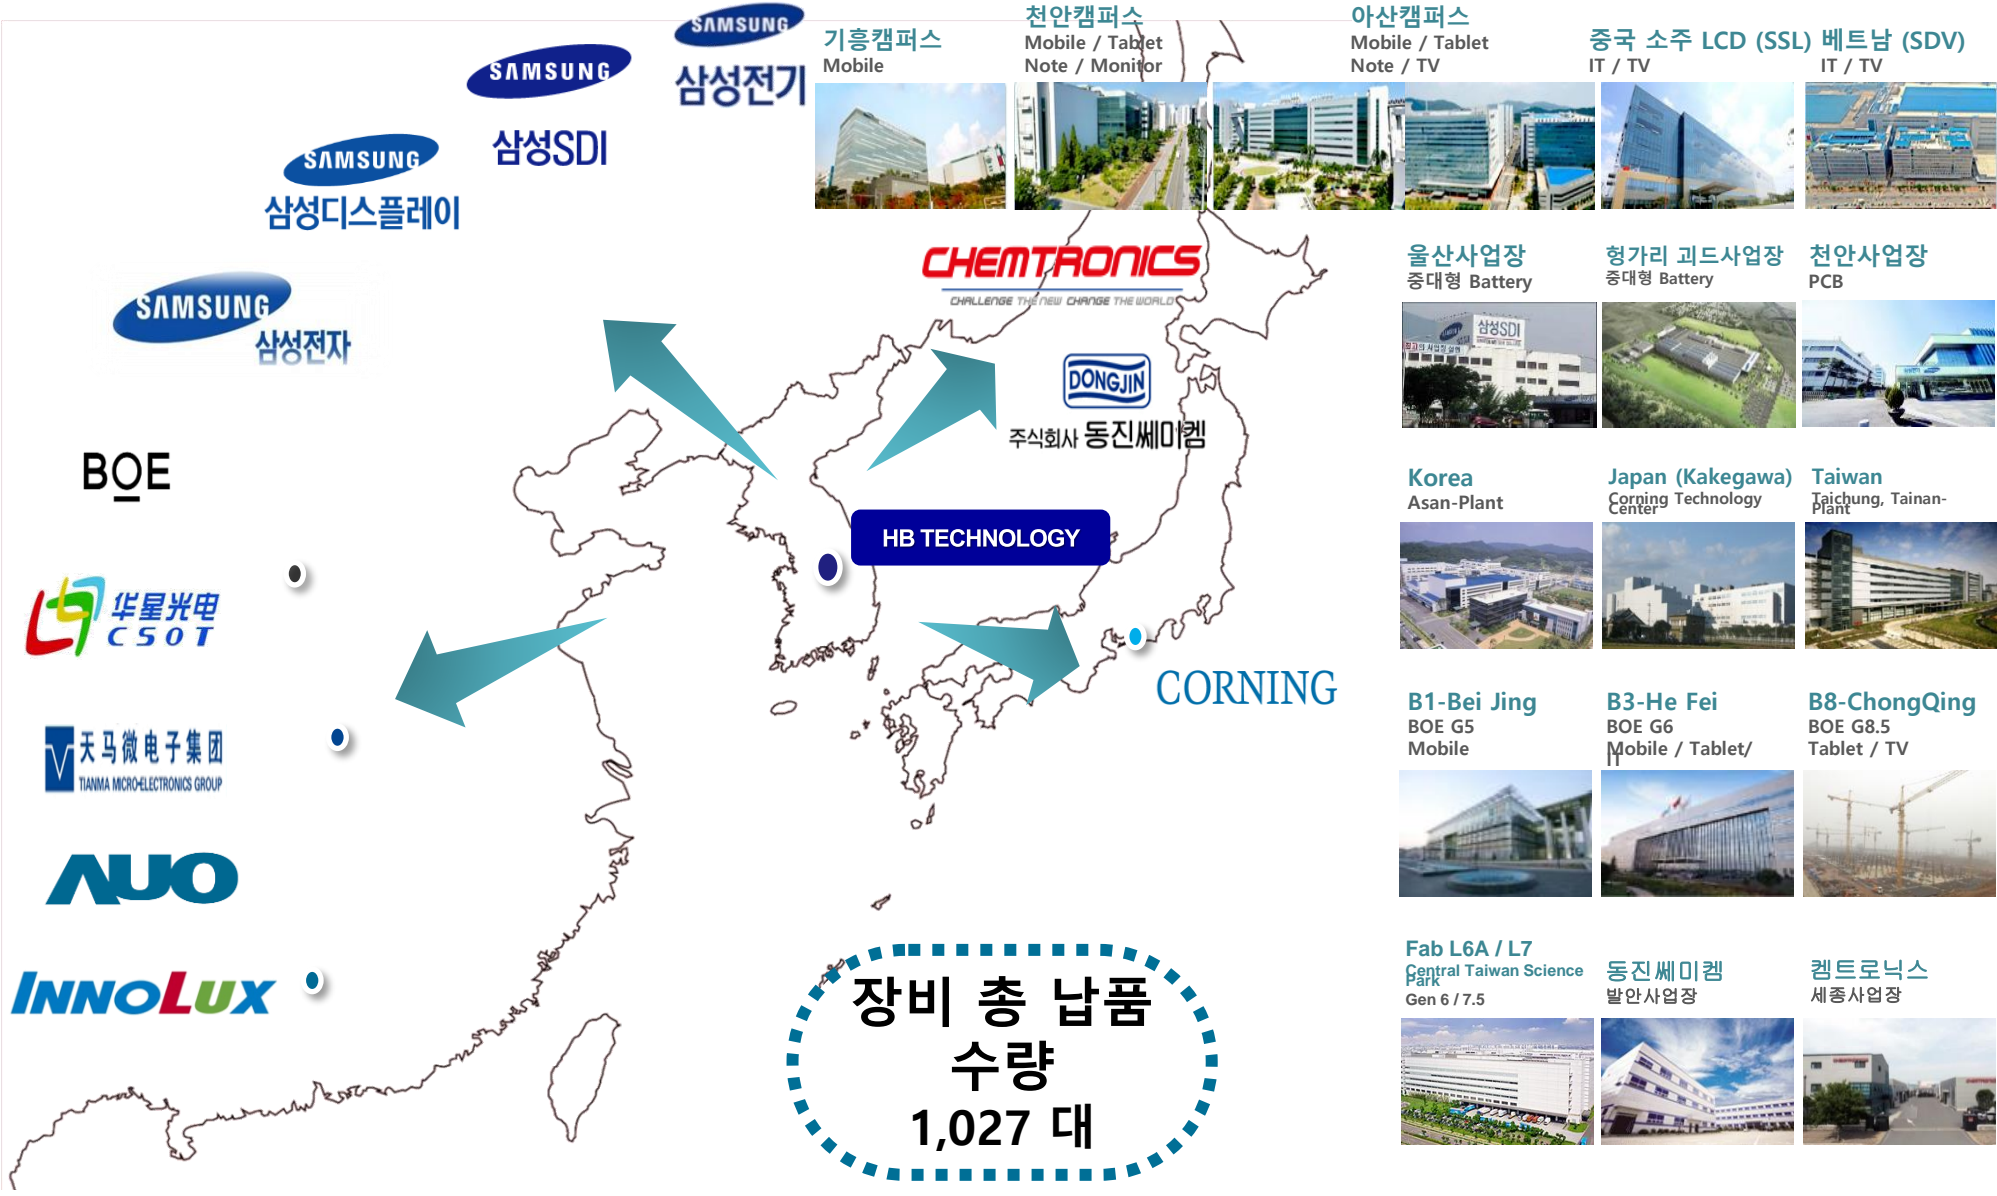 SAMSUNG
삼성전기
SAMSUNG
삼성SDI
SAMSUNG
삼성디스플레이
SAMSUNG
삼성전자
BOE
华星光电
CSOT
天马微电子集团
TIANMA MICRO-ELECTRONICS GROUP
AUO
INNOLUX
기흥캠퍼스
Mobile
천안캠퍼스
Mobile / Tablet
Note / Monitor
아산캠퍼스
Mobile / Tablet
Note / TV
중국 소주 LCD (SSL)
IT / TV
베트남 (SDV)
IT / TV
CHEMTRONICS
CHALLENGE THE NEW CHANGE THE WORLD
DONGJIN
주식회사 동진쎄미켐
HB TECHNOLOGY
CORNING
울산사업장
중대형 Battery
헝가리 괴드사업장
중대형 Battery
천안사업장
PCB
삼성SDI
Korea
Asan-Plant
Japan (Kakegawa)
Corning Technology
Center
Taiwan
Taichung, Tainan-
Plant
B1-Bei Jing
BOE G5
Mobile
B3-He Fei
BOE G6
Mobile / Tablet/
IT
B8-ChongQing
BOE G8.5
Tablet / TV
Fab L6A / L7
Central Taiwan Science
Park
Gen 6 / 7.5
동진쎄미켐
발안사업장
켐트로닉스
세종사업장
장비 총 납품
수량
1,027 대